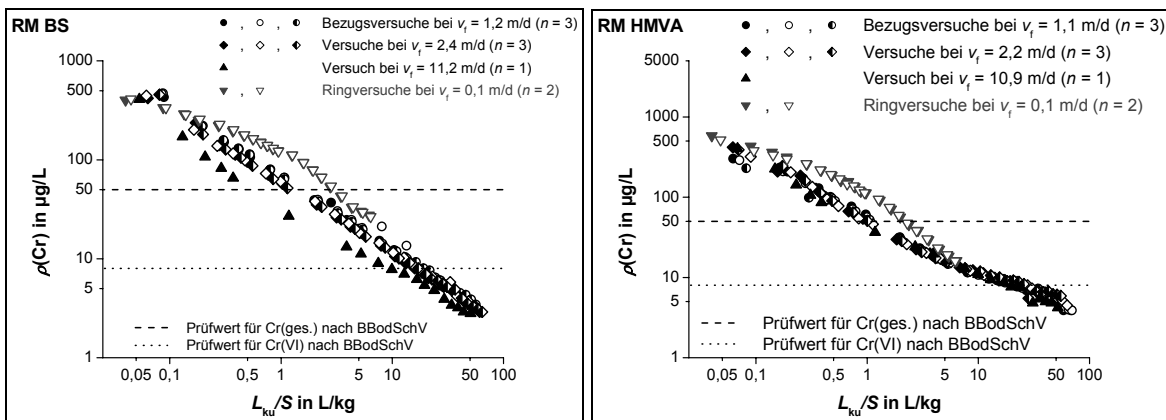 RM BS
, , Bezugsversuche bei v_f = 1,2 m/d (n = 3)
, , Versuche bei v_f = 2,4 m/d (n = 3)
Versuch bei v_f = 11,2 m/d (n = 1)
, Ringversuche bei v_f = 0,1 m/d (n = 2)
1000
500
100
50
10
5
1
ρ(Cr) in µg/L
Prüfwert für Cr(ges.) nach BBodSchV
Prüfwert für Cr(VI) nach BBodSchV
0,05 0,1 0,5 1 5 10 50 100
L_ku/S in L/kg
RM HMVA
, , Bezugsversuche bei v_f = 1,1 m/d (n = 3)
, , Versuche bei v_f = 2,2 m/d (n = 3)
Versuch bei v_f = 10,9 m/d (n = 1)
, Ringversuche bei v_f = 0,1 m/d (n = 2)
5000
1000
500
100
50
10
5
1
ρ(Cr) in µg/L
Prüfwert für Cr(ges.) nach BBodSchV
Prüfwert für Cr(VI) nach BBodSchV
0,05 0,1 0,5 1 5 10 50 100
L_ku/S in L/kg